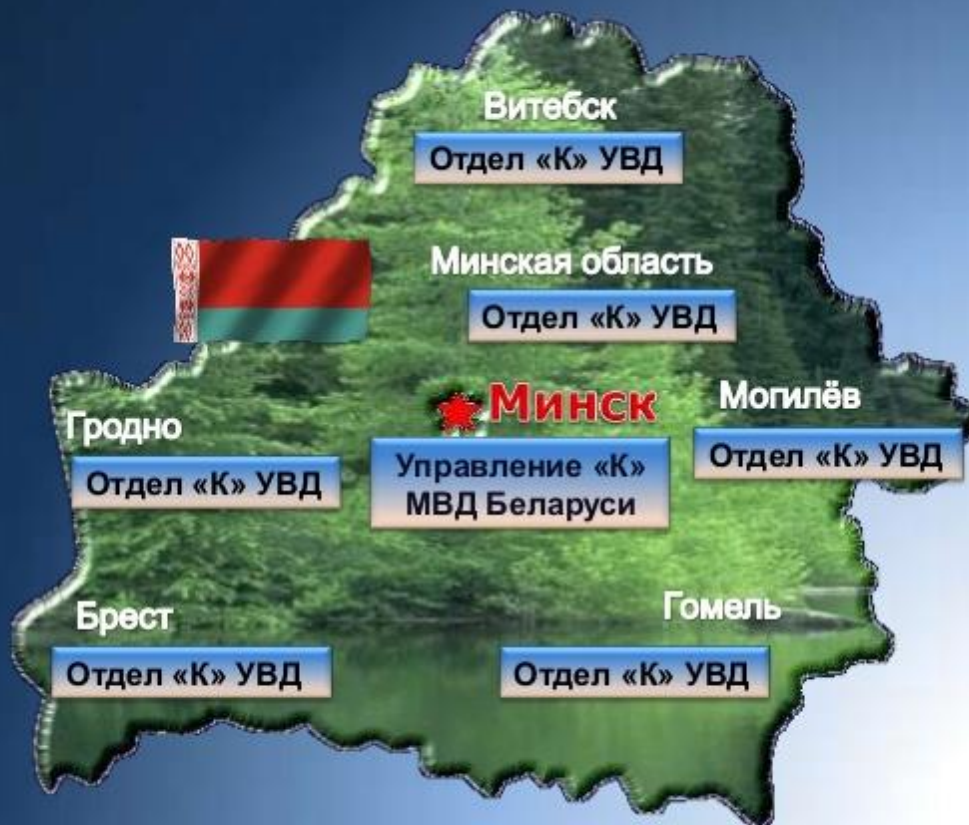 Витебск
Отдел «К» УВД
Минская область
Отдел «К» УВД
Минск
Управление «К»
МВД Беларуси
Могилёв
Отдел «К» УВД
Гродно
Отдел «К» УВД
Брест
Отдел «К» УВД
Гомель
Отдел «К» УВД